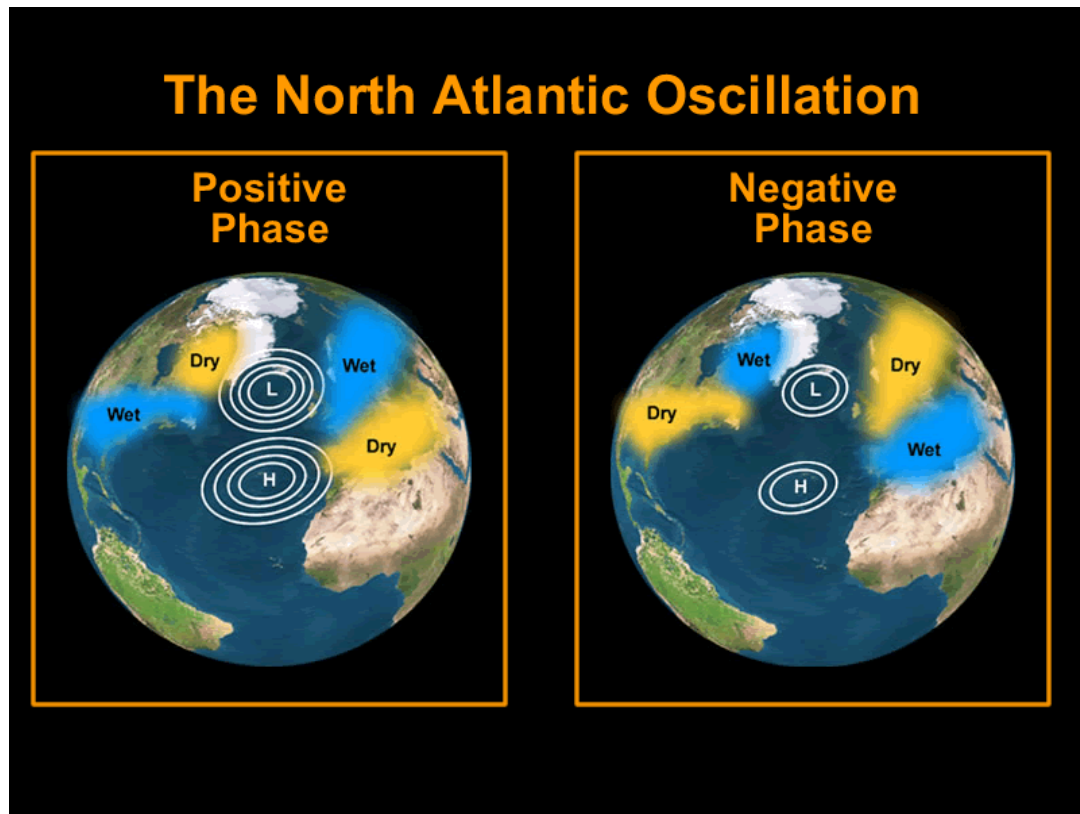 The North Atlantic Oscillation
Positive
Phase
Dry
Wet
L
Wet
Dry
H
Negative
Phase
Wet
Dry
L
Dry
Wet
H